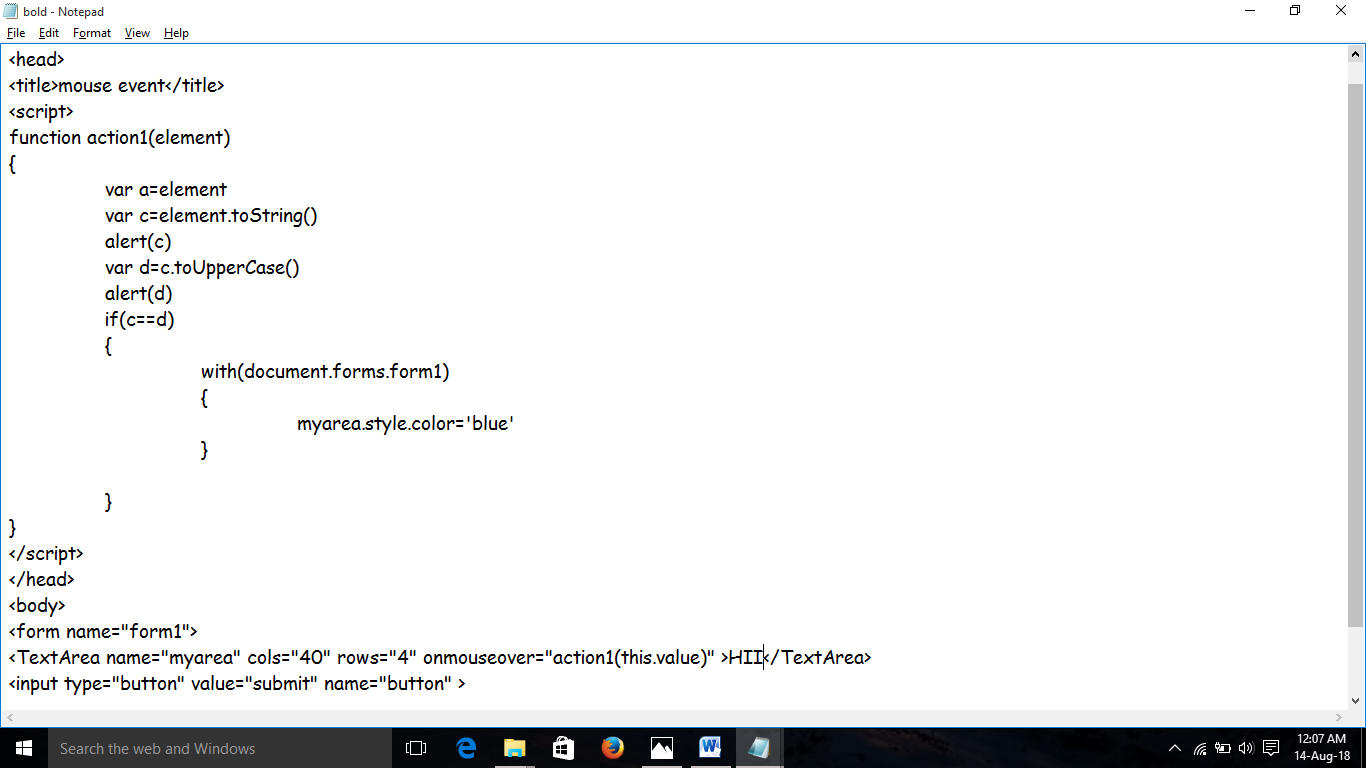 bold - Notepad
File Edit Format View Help
<head>
<title>mouse event</title>
<script>
function action1(element)
{
var a=element
var c=element.toString()
alert(c)
var d=c.toUpperCase()
alert(d)
if(c==d)
{
with(document.forms.form1)
{
myarea.style.color='blue'
}
}
}
</script>
</head>
<body>
<form name="form1">
<TextArea name="myarea" cols="40" rows="4" onmouseover="action1(this.value)" >HII</TextArea>
<input type="button" value="submit" name="button" >
Search the web and Windows
12:07 AM
14-Aug-18